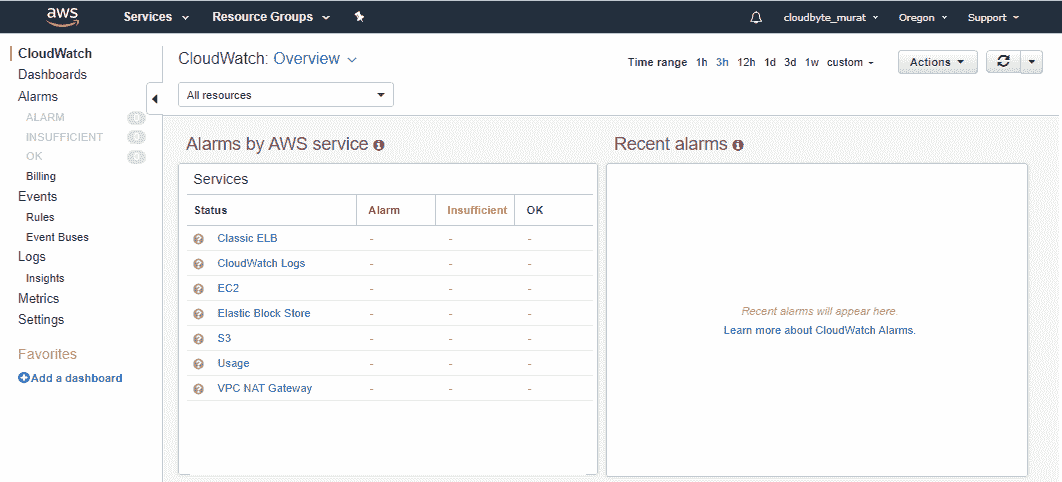 aws Services Resource Groups cloudbyte_murat Oregon Support
CloudWatch
Dashboards
Alarms
ALARM
INSUFFICIENT
OK
Billing
Events
Rules
Event Buses
Logs
Insights
Metrics
Settings
Favorites
Add a dashboard
CloudWatch: Overview
Time range 1h 3h 12h 1d 3d 1w custom
Actions
All resources
Alarms by AWS service
Services
Status Alarm Insufficient OK
Classic ELB - - -
CloudWatch Logs - - -
EC2 - - -
Elastic Block Store - - -
S3 - - -
Usage - - -
VPC NAT Gateway - - -
Recent alarms
Recent alarms will appear here.
Learn more about CloudWatch Alarms.